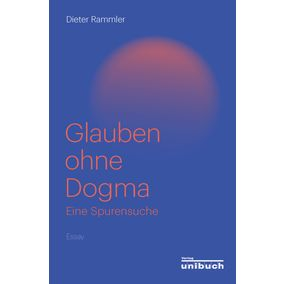 Dieter Rammler
Glauben
ohne
Dogma
Eine Spurensuche
Essay
Verlag
unibuch